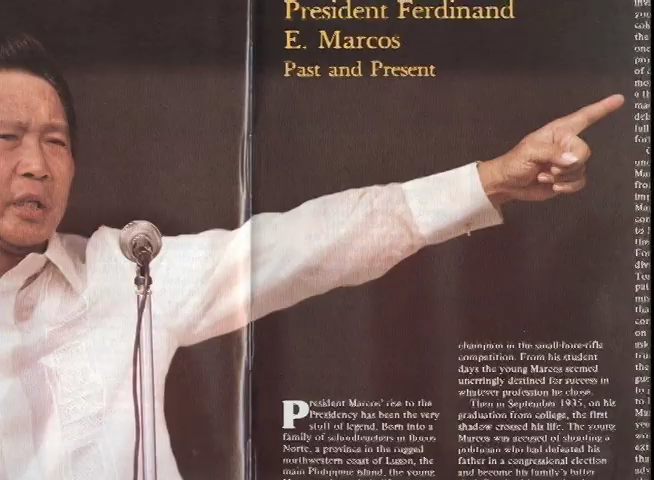 President Ferdinand
E. Marcos
Past and Present
President Marcos' rise to the
Presidency has been the very
stuff of legend. Born into a
family of schoolteachers in Ilocos
Norte, a province in the rugged
northwestern coast of Luzon, the
main Philippine island, the young
champion in the small-bore-rifle
competition. From his student
days the young Marcos seemed
unerringly destined for success in
whatever profession he chose.
Then in September 1935, on his
graduation from college, the first
shadow crossed his life. The young
Marcos was accused of shooting a
politician who had defeated his
father in a congressional election
and become his family's bitter